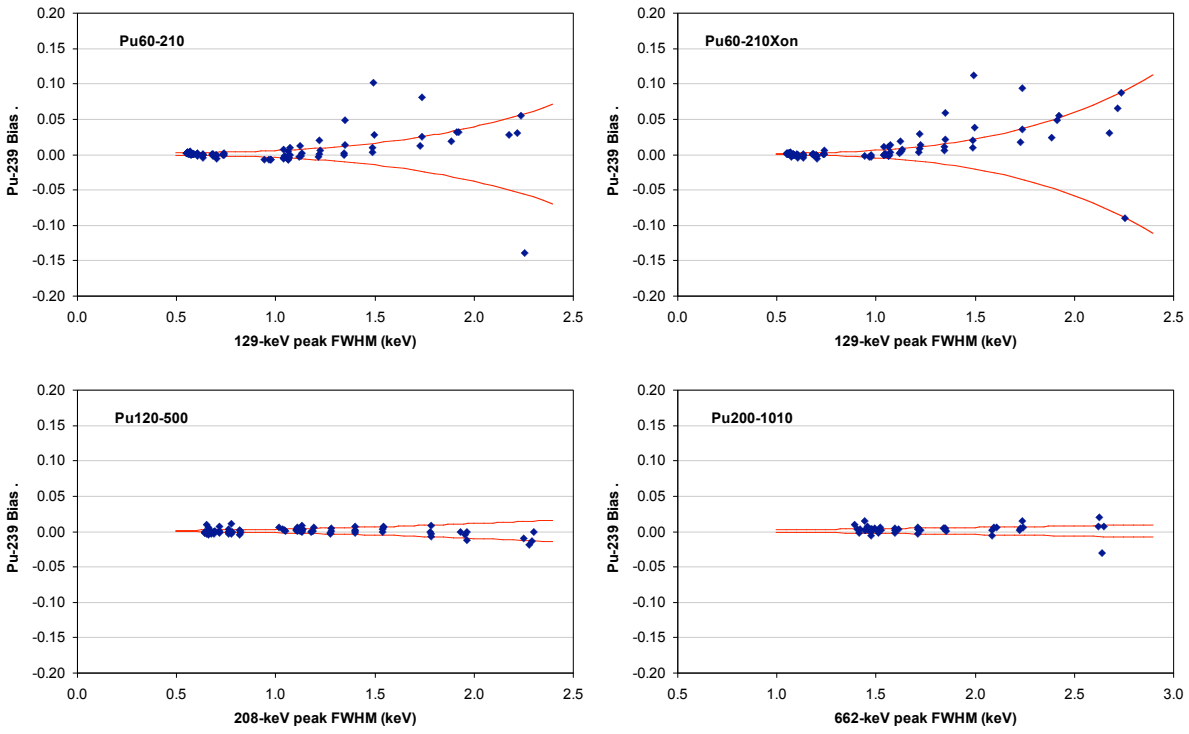 0.20
0.15
0.10
0.05
0.00
-0.05
-0.10
-0.15
-0.20
Pu-239 Bias .
Pu60-210
0.0 0.5 1.0 1.5 2.0 2.5
129-keV peak FWHM (keV)
0.20
0.15
0.10
0.05
0.00
-0.05
-0.10
-0.15
-0.20
Pu-239 Bias .
Pu60-210Xon
0.0 0.5 1.0 1.5 2.0 2.5
129-keV peak FWHM (keV)
0.20
0.15
0.10
0.05
0.00
-0.05
-0.10
-0.15
-0.20
Pu-239 Bias .
Pu120-500
0.0 0.5 1.0 1.5 2.0 2.5
208-keV peak FWHM (keV)
0.20
0.15
0.10
0.05
0.00
-0.05
-0.10
-0.15
-0.20
Pu-239 Bias .
Pu200-1010
0.5 1.0 1.5 2.0 2.5 3.0
662-keV peak FWHM (keV)